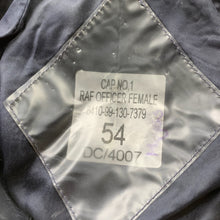 CAP NO.1
RAF OFFICER FEMALE
8410-99-130-7379
54
DC/4007